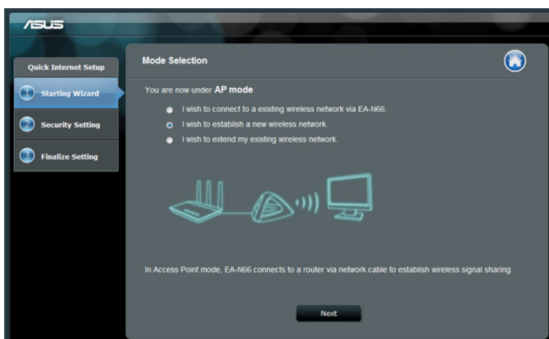 ASUS
Quick Internet Setup
1 Starting Wizard
2 Security Setting
3 Finalize Setting
Mode Selection
You are now under AP mode
I wish to connect to a existing wireless network via EA-N66.
I wish to establish a new wireless network.
I wish to extend my existing wireless network.
In Access Point mode, EA-N66 connects to a router via network cable to establish wireless signal sharing.
Next